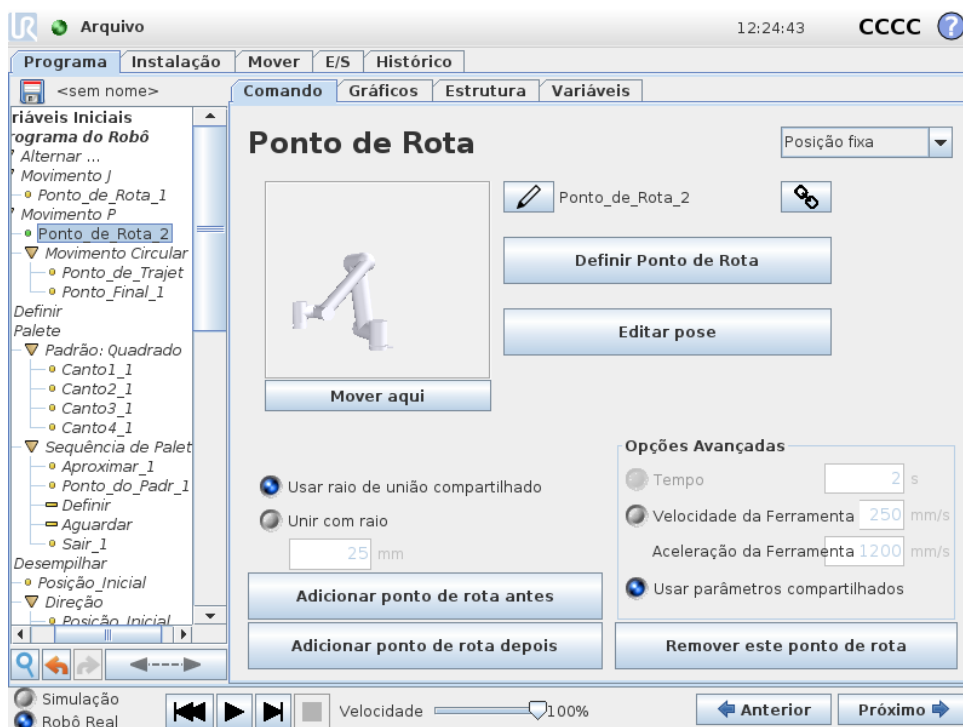 UR Arquivo 12:24:43 CCCC ?
Programa Instalação Mover E/S Histórico
<sem nome> Comando Gráficos Estrutura Variáveis
riáveis Iniciais
rograma do Robô
Alternar ...
Movimento J
Ponto_de_Rota_1
Movimento P
Ponto_de_Rota_2
Movimento Circular
Ponto_de_Trajet
Ponto_Final_1
Definir
Palete
Padrão: Quadrado
Canto1_1
Canto2_1
Canto3_1
Canto4_1
Sequência de Palet
Aproximar_1
Ponto_do_Padr_1
Definir
Aguardar
Sair_1
Desempilhar
Posição_Inicial
Direção
Posição_Inicial
Ponto de Rota
Posição fixa
Ponto_de_Rota_2
Definir Ponto de Rota
Editar pose
Mover aqui
Usar raio de união compartilhado
Unir com raio
25 mm
Opções Avançadas
Tempo 2 s
Velocidade da Ferramenta 250 mm/s
Aceleração da Ferramenta 1200 mm/s
Usar parâmetros compartilhados
Adicionar ponto de rota antes
Adicionar ponto de rota depois
Remover este ponto de rota
Simulação
Robô Real
Velocidade 100%
Anterior
Próximo